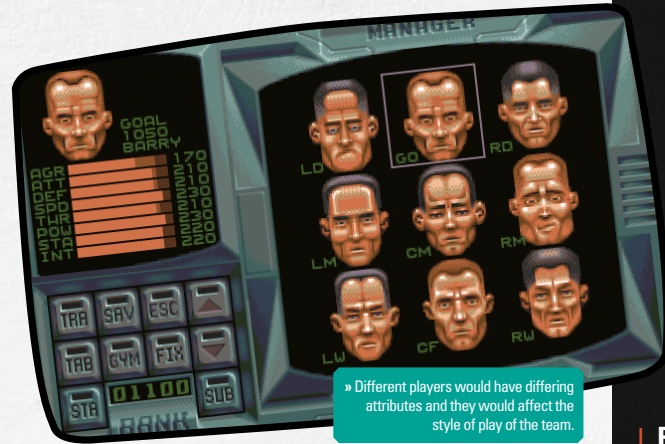 MANAGER
GOAL
1050
BARRY
AGR 170
ATT 210
DEF 210
SPD 230
THR 210
POW 230
STA 220
INT 220
LD
GO
RD
LM
CM
RM
LW
CF
RW
TRA
SAV
ESC
TAB
GYM
FIX
STA
01100
SUB
BANK
» Different players would have differing
attributes and they would affect the
style of play of the team.